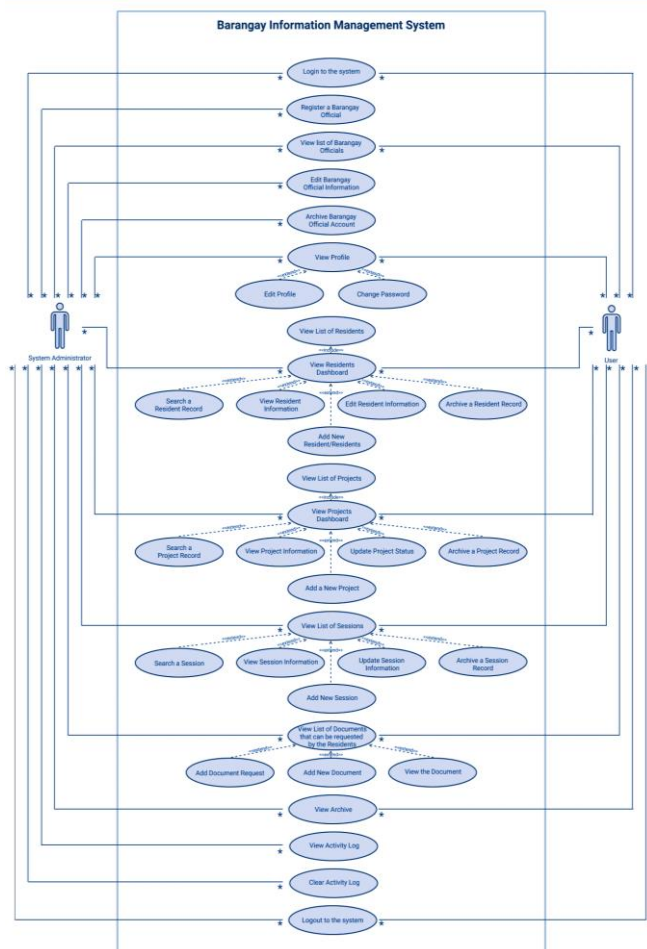 Barangay Information Management System
Login to the system
Register a Barangay
Official
View list of Barangay
Officials
Edit Barangay
Official Information
Archive Barangay
Official Account
View Profile
Edit Profile
Change Password
View List of Residents
System Administrator
User
View Residents
Dashboard
Search a
Resident Record
View Resident
Information
Edit Resident Information
Archive a Resident Record
Add New
Resident/Residents
View List of Projects
View Projects
Dashboard
Search a
Project Record
View Project Information
Update Project Status
Archive a Project Record
Add a New Project
View List of Sessions
Search a Session
View Session Information
Update Session
Information
Archive a Session
Record
Add New Session
View List of Documents
that can be requested
by the Residents
Add Document Request
Add New Document
View the Document
View Archive
View Activity Log
Clear Activity Log
Logout to the system